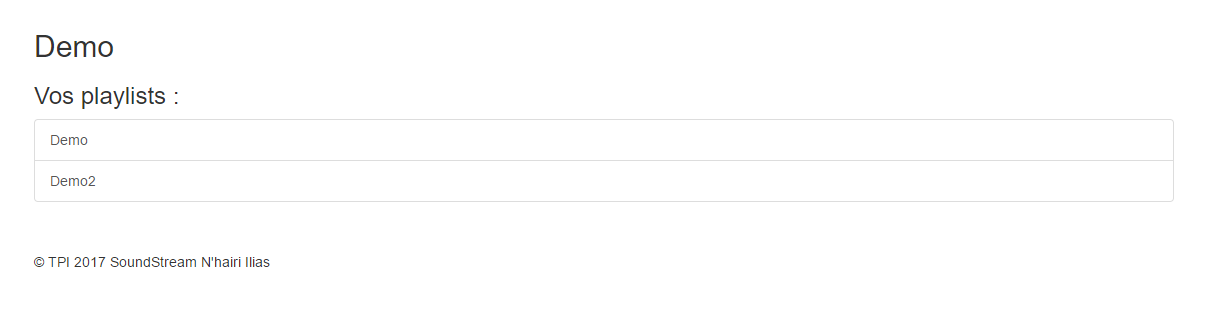 Demo
Vos playlists :
Demo
Demo2
© TPI 2017 SoundStream N'hairi Ilias